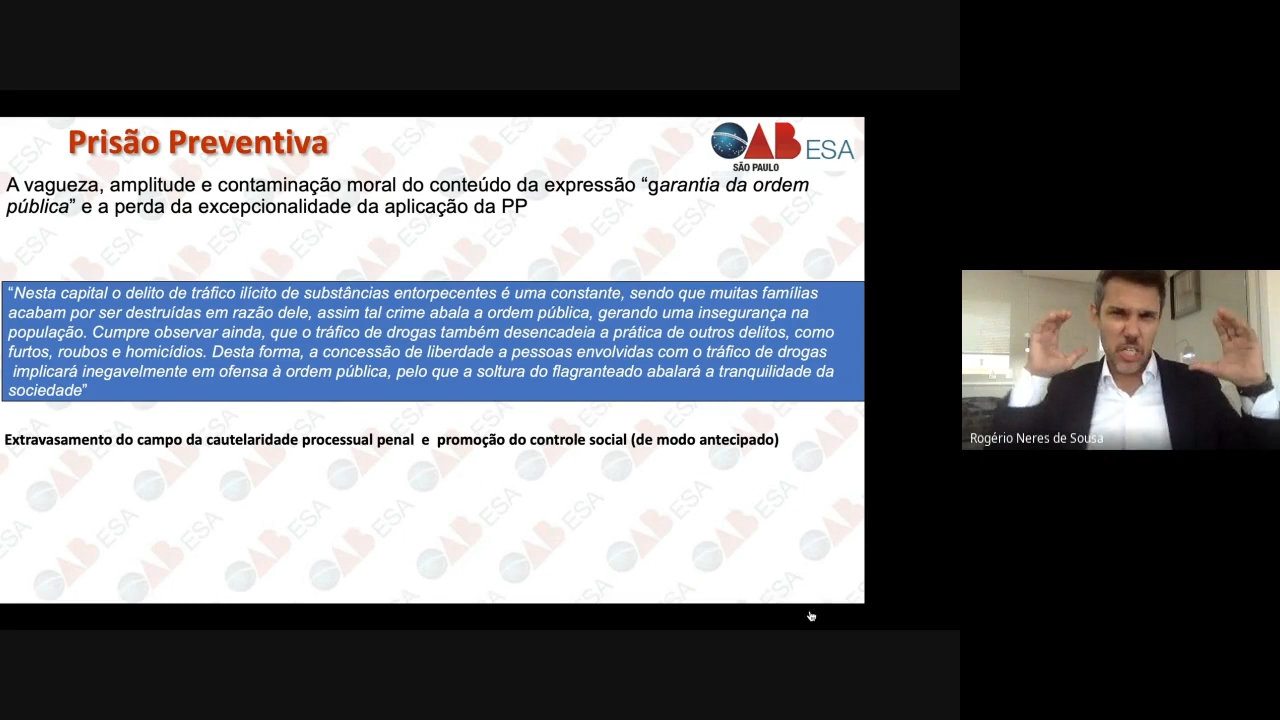 Prisão Preventiva
OAB ESA
SÃO PAULO
A vagueza, amplitude e contaminação moral do conteúdo da expressão “garantia da ordem
pública” e a perda da excepcionalidade da aplicação da PP
“Nesta capital o delito de tráfico ilícito de substâncias entorpecentes é uma constante, sendo que muitas famílias
acabam por ser destruídas em razão dele, assim tal crime abala a ordem pública, gerando uma insegurança na
população. Cumpre observar ainda, que o tráfico de drogas também desencadeia a prática de outros delitos, como
furtos, roubos e homicídios. Desta forma, a concessão de liberdade a pessoas envolvidas com o tráfico de drogas
implicará inegavelmente em ofensa à ordem pública, pelo que a soltura do flagranteado abalará a tranquilidade da
sociedade”
Extravasamento do campo da cautelaridade processual penal e promoção do controle social (de modo antecipado)
Rogério Neres de Sousa